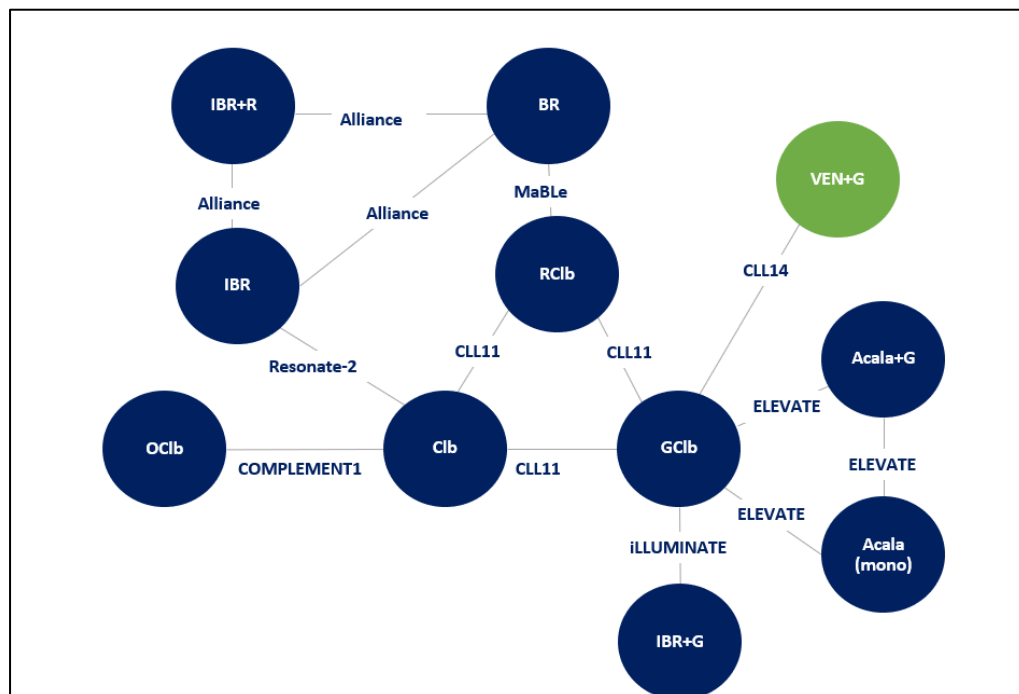 IBR+R
Alliance
BR
Alliance
Alliance
MaBLe
VEN+G
IBR
RClb
CLL14
Resonate-2
CLL11
CLL11
Acala+G
ELEVATE
OClb
COMPLEMENT1
Clb
CLL11
GClb
ELEVATE
ELEVATE
iLLUMINATE
Acala
(mono)
IBR+G